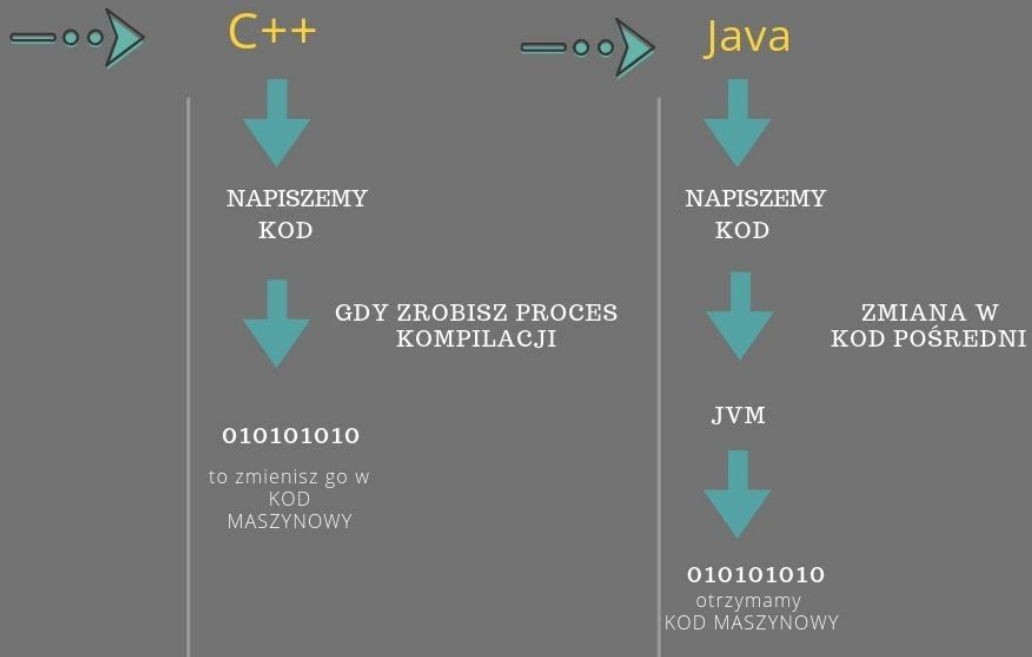 C++
NAPISZEMY
KOD
GDY ZROBISZ PROCES
KOMPILACJI
010101010
to zmienisz go w
KOD
MASZYNOWY
Java
NAPISZEMY
KOD
ZMIANA W
KOD POŚREDNI
JVM
010101010
otrzymamy
KOD MASZYNOWY